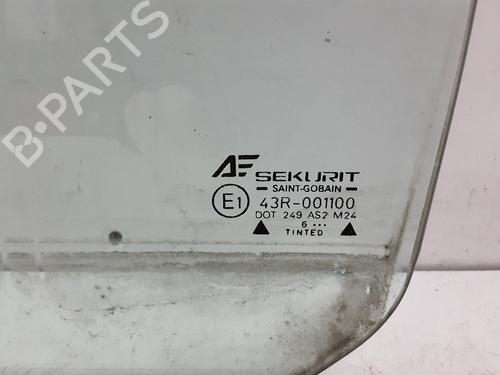 B-PARTS
AF SEKURIT
SAINT-GOBAIN
E1 43R-001100
DOT 249 AS2 M24
6 ...
TINTED